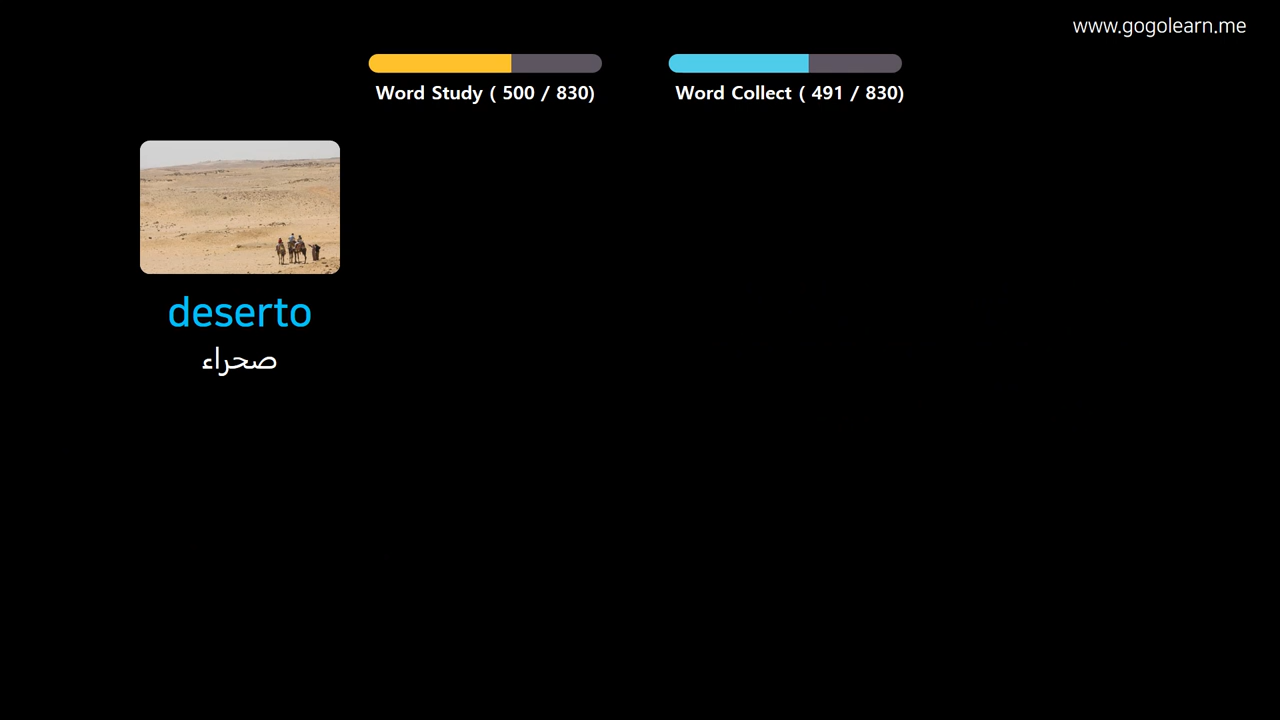 www.gogolearn.me
Word Study ( 500 / 830)
Word Collect ( 491 / 830)
deserto
صحراء